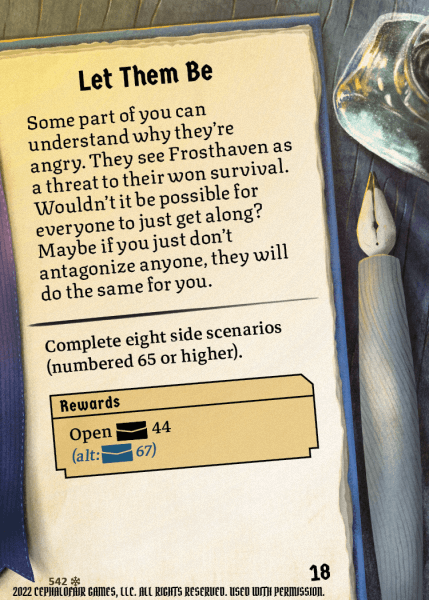 Let Them Be
Some part of you can
understand why they're
angry. They see Frosthaven as
a threat to their won survival.
Wouldn't it be possible for
everyone to just get along?
Maybe if you just don't
antagonize anyone, they will
do the same for you.
Complete eight side scenarios
(numbered 65 or higher).
Rewards
Open 44
(alt: 67)
18
542
2022 CEPHALOFAIR GAMES, LLC. ALL RIGHTS RESERVED. USED WITH PERMISSION.